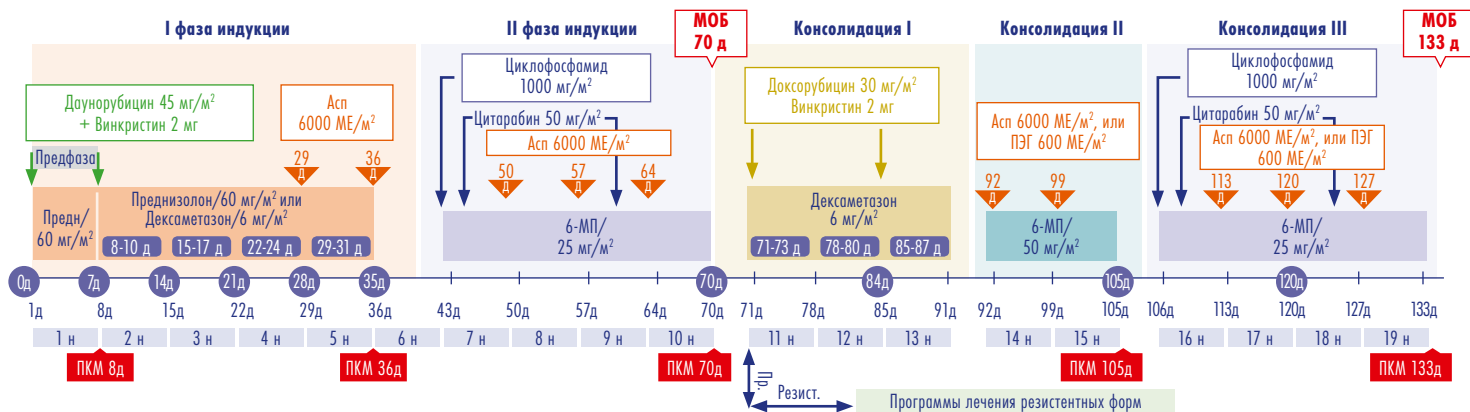 I фаза индукции
II фаза индукции
МОБ
70 д
Консолидация I
Консолидация II
Консолидация III
МОБ
133 д
Даунорубицин 45 мг/м²
+ Винкристин 2 мг
Асп
6000 МЕ/м²
Предфаза
29
д
36
д
Предн/
60 мг/м²
Преднизолон/60 мг/м² или
Дексаметазон/6 мг/м²
8-10 д
15-17 д
22-24 д
29-31 д
Циклофосфамид
1000 мг/м²
Цитарабин 50 мг/м²
Асп 6000 МЕ/м²
50
д
57
д
64
д
6-МП/
25 мг/м²
Доксорубицин 30 мг/м²
Винкристин 2 мг
Дексаметазон
6 мг/м²
71-73 д
78-80 д
85-87 д
Асп 6000 МЕ/м², или
ПЭГ 600 МЕ/м²
92
д
99
д
6-МП/
50 мг/м²
Циклофосфамид
1000 мг/м²
Цитарабин 50 мг/м²
Асп 6000 МЕ/м², или ПЭГ
600 МЕ/м²
113
д
120
д
127
д
6-МП/
25 мг/м²
0д
7д
14д
21д
28д
35д
70д
84д
105д
120д
1д
8д
15д
22д
29д
36д
43д
50д
57д
64д
70д
71д
78д
85д
91д
92д
99д
105д
106д
113д
120д
127д
133д
1 н
2 н
3 н
4 н
5 н
6 н
7 н
8 н
9 н
10 н
11 н
12 н
13 н
14 н
15 н
16 н
17 н
18 н
19 н
ПКМ 8д
ПКМ 36д
ПКМ 70д
ПКМ 105д
ПКМ 133д
Пр.
Резист.
Программы лечения резистентных форм